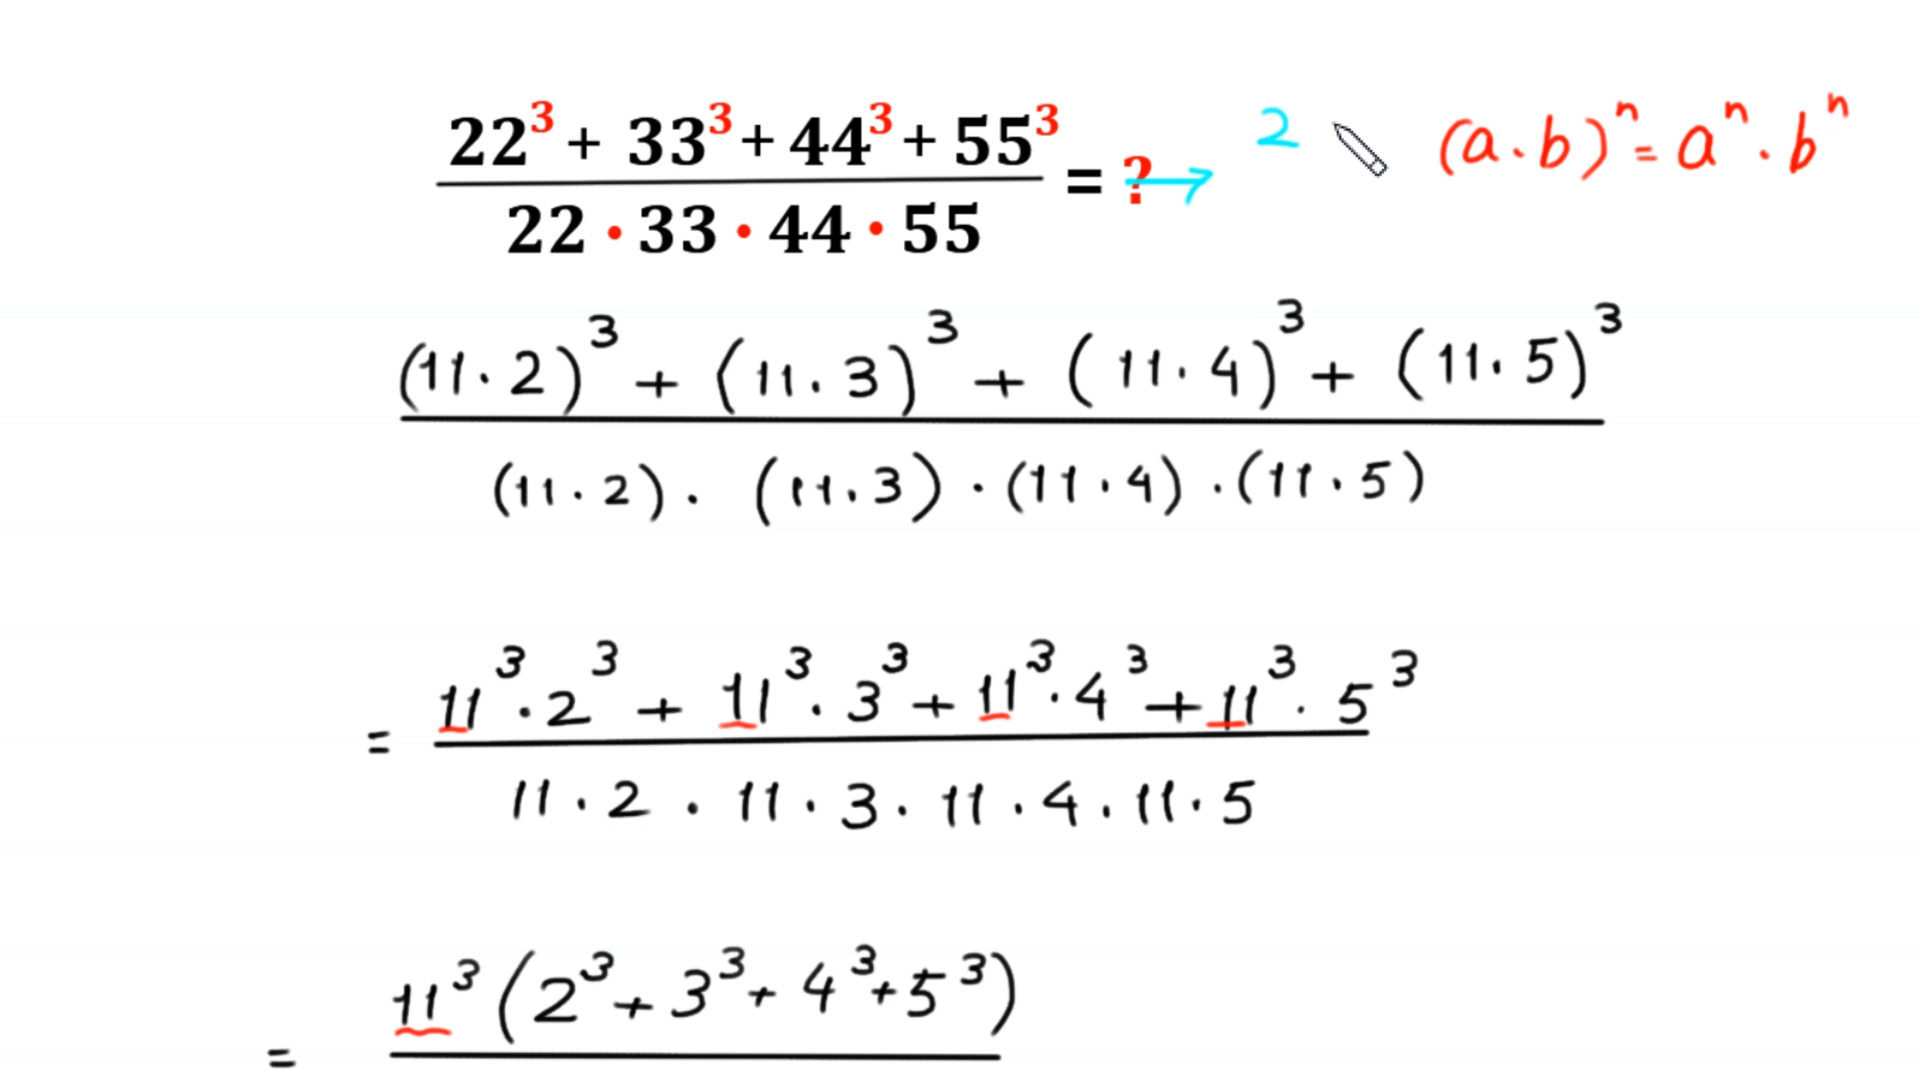 22³ + 33³ + 44³ + 55³ = ? → 2
22 · 33 · 44 · 55
(a · b)ⁿ = aⁿ · bⁿ
(11 · 2)³ + (11 · 3)³ + (11 · 4)³ + (11 · 5)³
(11 · 2) · (11 · 3) · (11 · 4) · (11 · 5)
= 11³ · 2³ + 11³ · 3³ + 11³ · 4³ + 11³ · 5³
11 · 2 · 11 · 3 · 11 · 4 · 11 · 5
= 11³ (2³ + 3³ + 4³ + 5³)